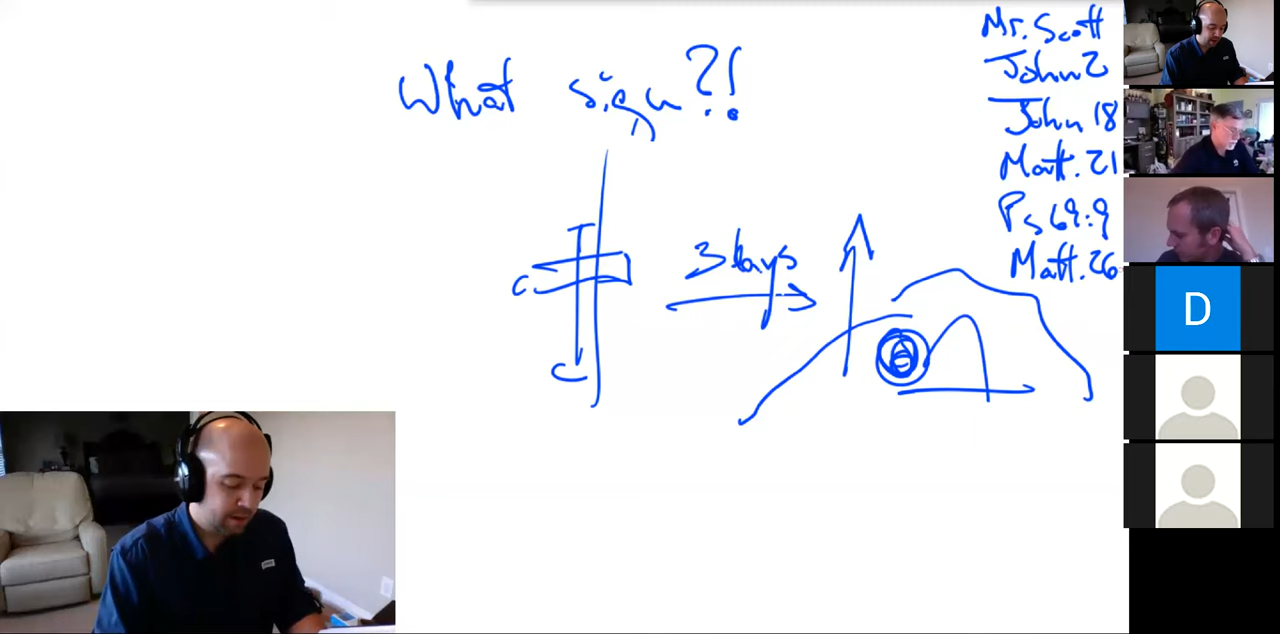 What sign?!
Mr. Scott
John 2
John 18
Matt. 21
Ps 69:9
Matt. 26
3 days
D